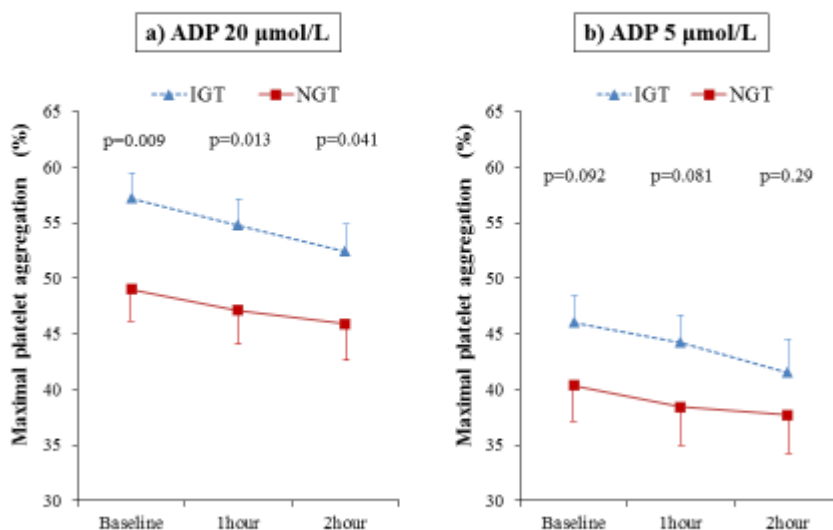 a) ADP 20 μmol/L
IGT NGT
Maximal platelet aggregation (%)
65
60
55
50
45
40
35
30
p=0.009 p=0.013 p=0.041
Baseline 1hour 2hour
b) ADP 5 μmol/L
IGT NGT
Maximal platelet aggregation (%)
65
60
55
50
45
40
35
30
p=0.092 p=0.081 p=0.29
Baseline 1hour 2hour